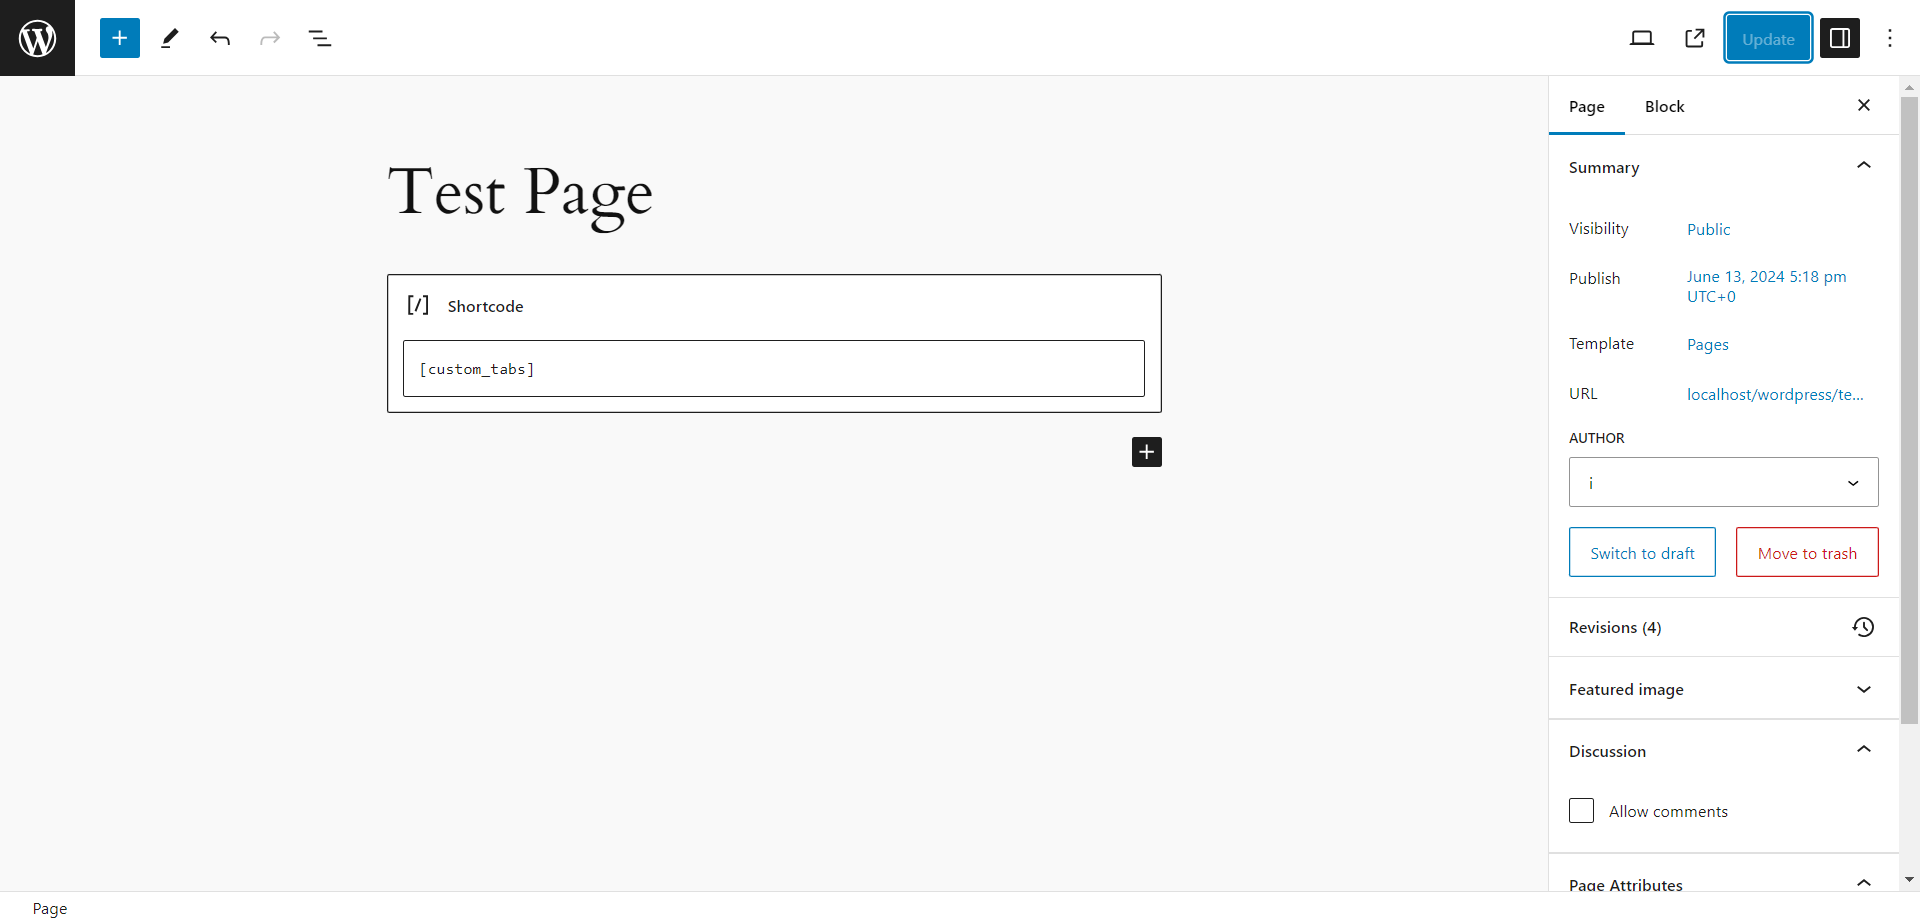 Update
Page
Block
Test Page
Summary
Visibility
Public
Publish
June 13, 2024 5:18 pm
UTC+0
Shortcode
[custom_tabs]
Template
Pages
URL
localhost/wordpress/te...
AUTHOR
i
Switch to draft
Move to trash
Revisions (4)
Featured image
Discussion
Allow comments
Page Attributes
Page